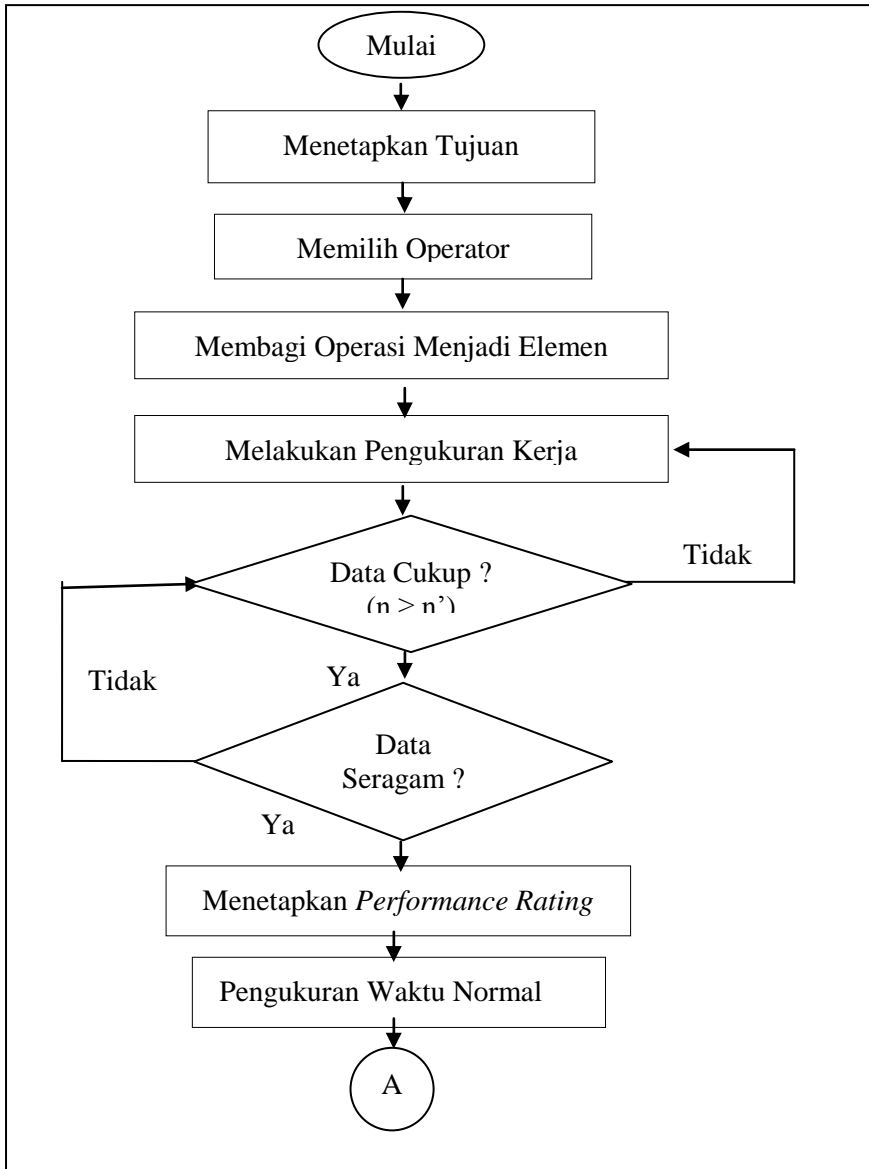 Mulai
Menetapkan Tujuan
Memilih Operator
Membagi Operasi Menjadi Elemen
Melakukan Pengukuran Kerja
Tidak
Data Cukup ?
(n > n’)
Tidak
Ya
Data
Seragam ?
Ya
Menetapkan Performance Rating
Pengukuran Waktu Normal
A